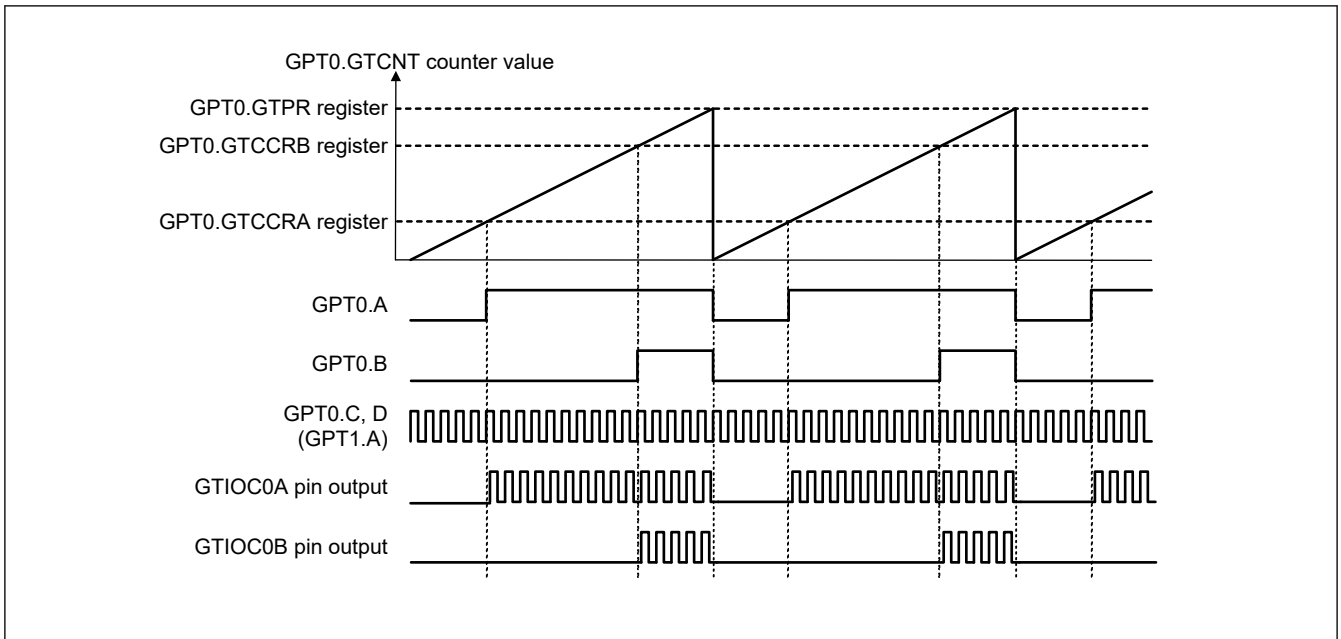 GPT0.GTCNT counter value
GPT0.GTPR register
GPT0.GTCCRB register
GPT0.GTCCRA register
GPT0.A
GPT0.B
GPT0.C, D
(GPT1.A)
GTIOC0A pin output
GTIOC0B pin output